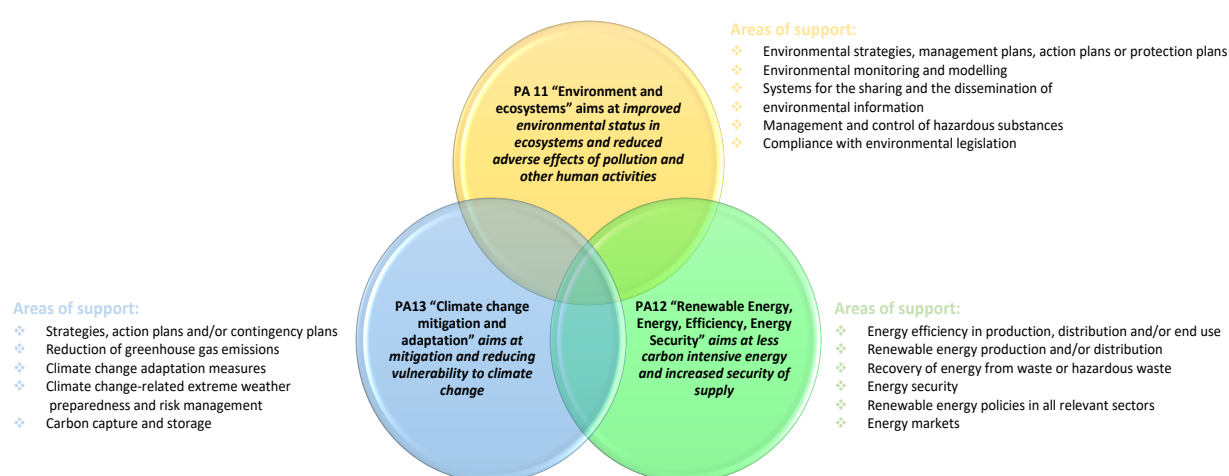 Areas of support:
Environmental strategies, management plans, action plans or protection plans
Environmental monitoring and modelling
Systems for the sharing and the dissemination of
environmental information
Management and control of hazardous substances
Compliance with environmental legislation
PA 11 “Environment and
ecosystems” aims at improved
environmental status in
ecosystems and reduced
adverse effects of pollution and
other human activities
Areas of support:
Strategies, action plans and/or contingency plans
Reduction of greenhouse gas emissions
Climate change adaptation measures
Climate change-related extreme weather
preparedness and risk management
Carbon capture and storage
PA13 “Climate change
mitigation and
adaptation” aims at
mitigation and reducing
vulnerability to climate
change
PA12 “Renewable Energy,
Energy, Efficiency, Energy
Security” aims at less
carbon intensive energy
and increased security of
supply
Areas of support:
Energy efficiency in production, distribution and/or end use
Renewable energy production and/or distribution
Recovery of energy from waste or hazardous waste
Energy security
Renewable energy policies in all relevant sectors
Energy markets